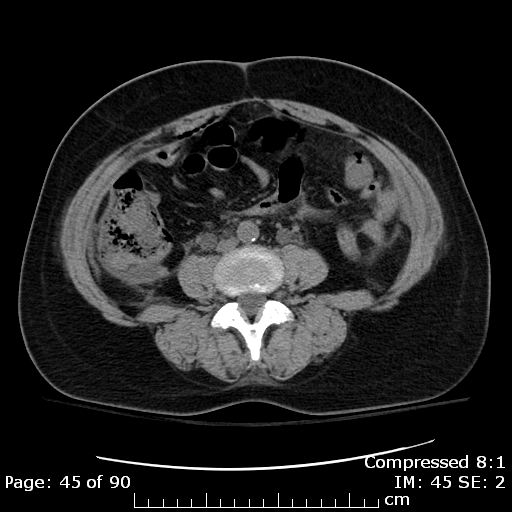 Compressed 8:1
Page: 45 of 90
IM: 45 SE: 2
cm